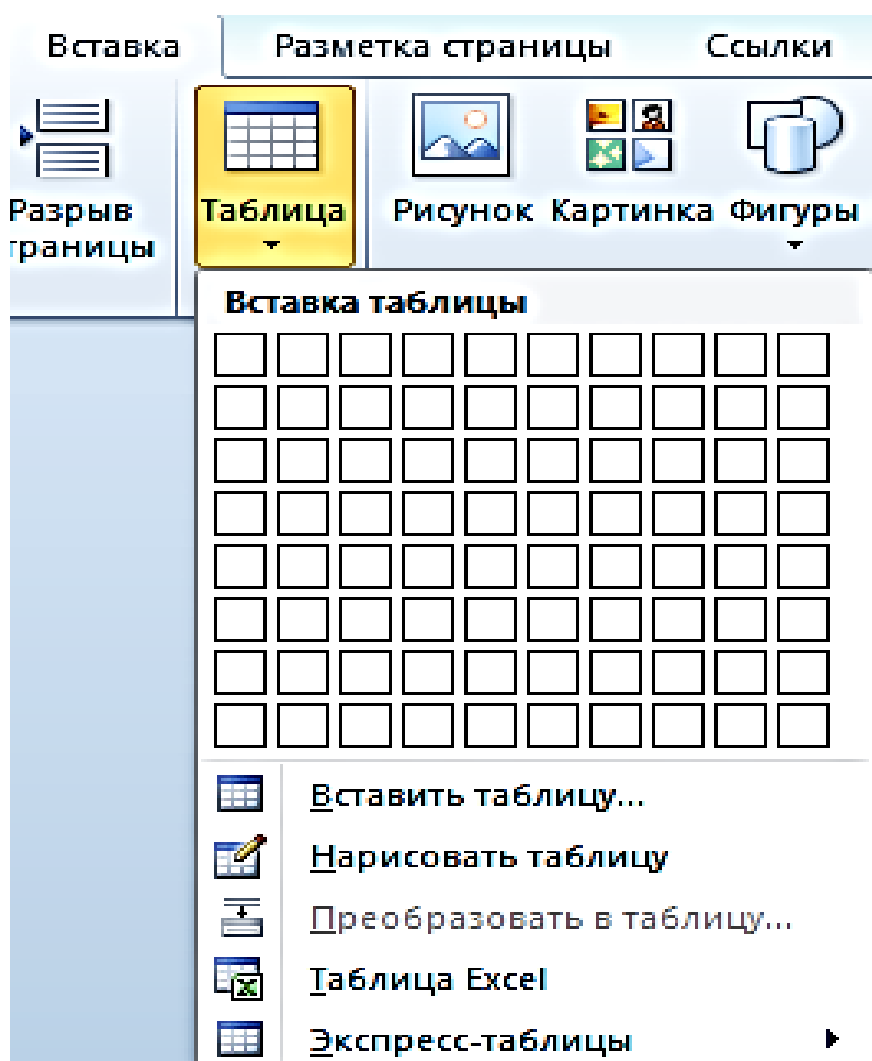 Вставка Разметка страницы Ссылки
Разрыв Таблица Рисунок Картинка Фигуры
траницы
Вставка таблицы
Вставить таблицу...
Нарисовать таблицу
Преобразовать в таблицу...
Таблица Excel
Экспресс-таблицы